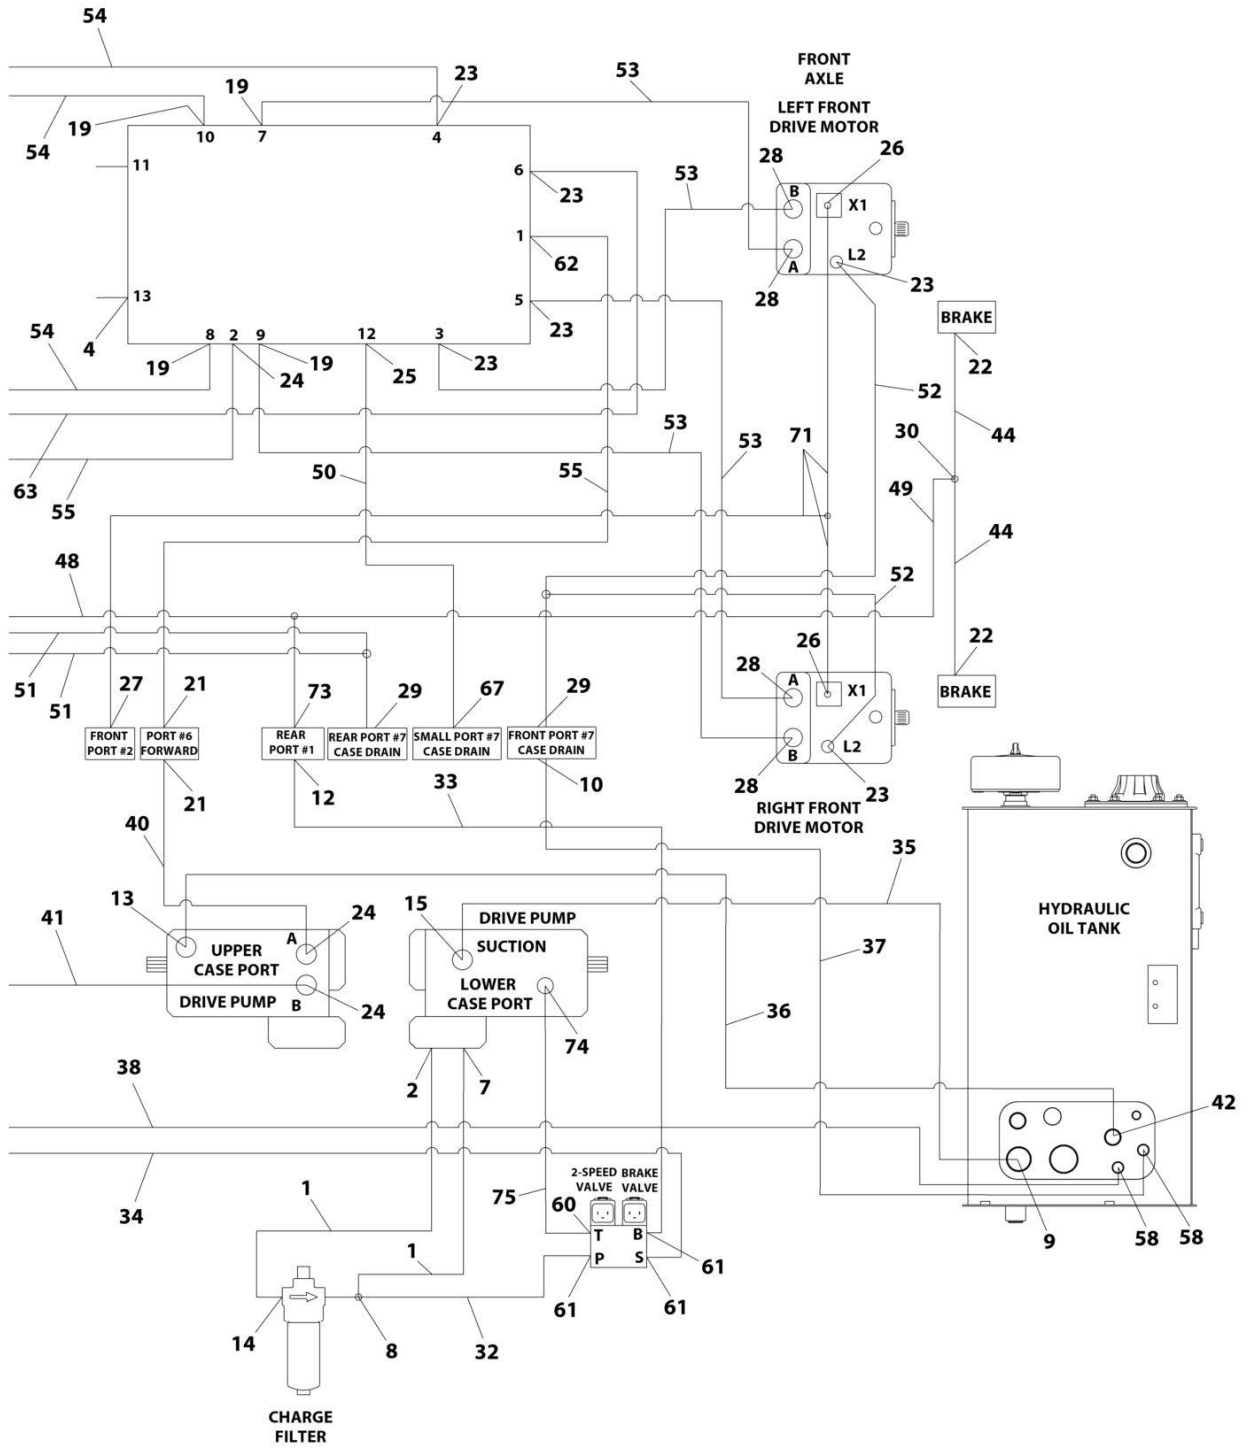 54
FRONT
AXLE
LEFT FRONT
DRIVE MOTOR
53
19
23
54
19
10
7
4
11
6
23
53
28
26
B
X1
L2
A
28
23
1
62
13
4
5
23
54
8
2
9
12
3
19
24
19
25
23
BRAKE
22
52
44
63
55
50
55
53
53
71
30
49
44
48
52
51
51
22
BRAKE
27
21
73
29
67
29
28
26
A
X1
B
L2
28
23
FRONT
PORT #2
PORT #6
FORWARD
REAR
PORT #1
REAR PORT #7
CASE DRAIN
SMALL PORT #7
CASE DRAIN
FRONT PORT #7
CASE DRAIN
21
12
33
10
RIGHT FRONT
DRIVE MOTOR
40
35
41
13
24
A
UPPER
CASE PORT
DRIVE PUMP
B
24
15
DRIVE PUMP
SUCTION
LOWER
CASE PORT
74
37
36
HYDRAULIC
OIL TANK
2
7
38
42
34
1
75
2-SPEED
VALVE
BRAKE
VALVE
60
T
B
P
S
61
61
61
9
58
58
1
14
8
32
CHARGE
FILTER